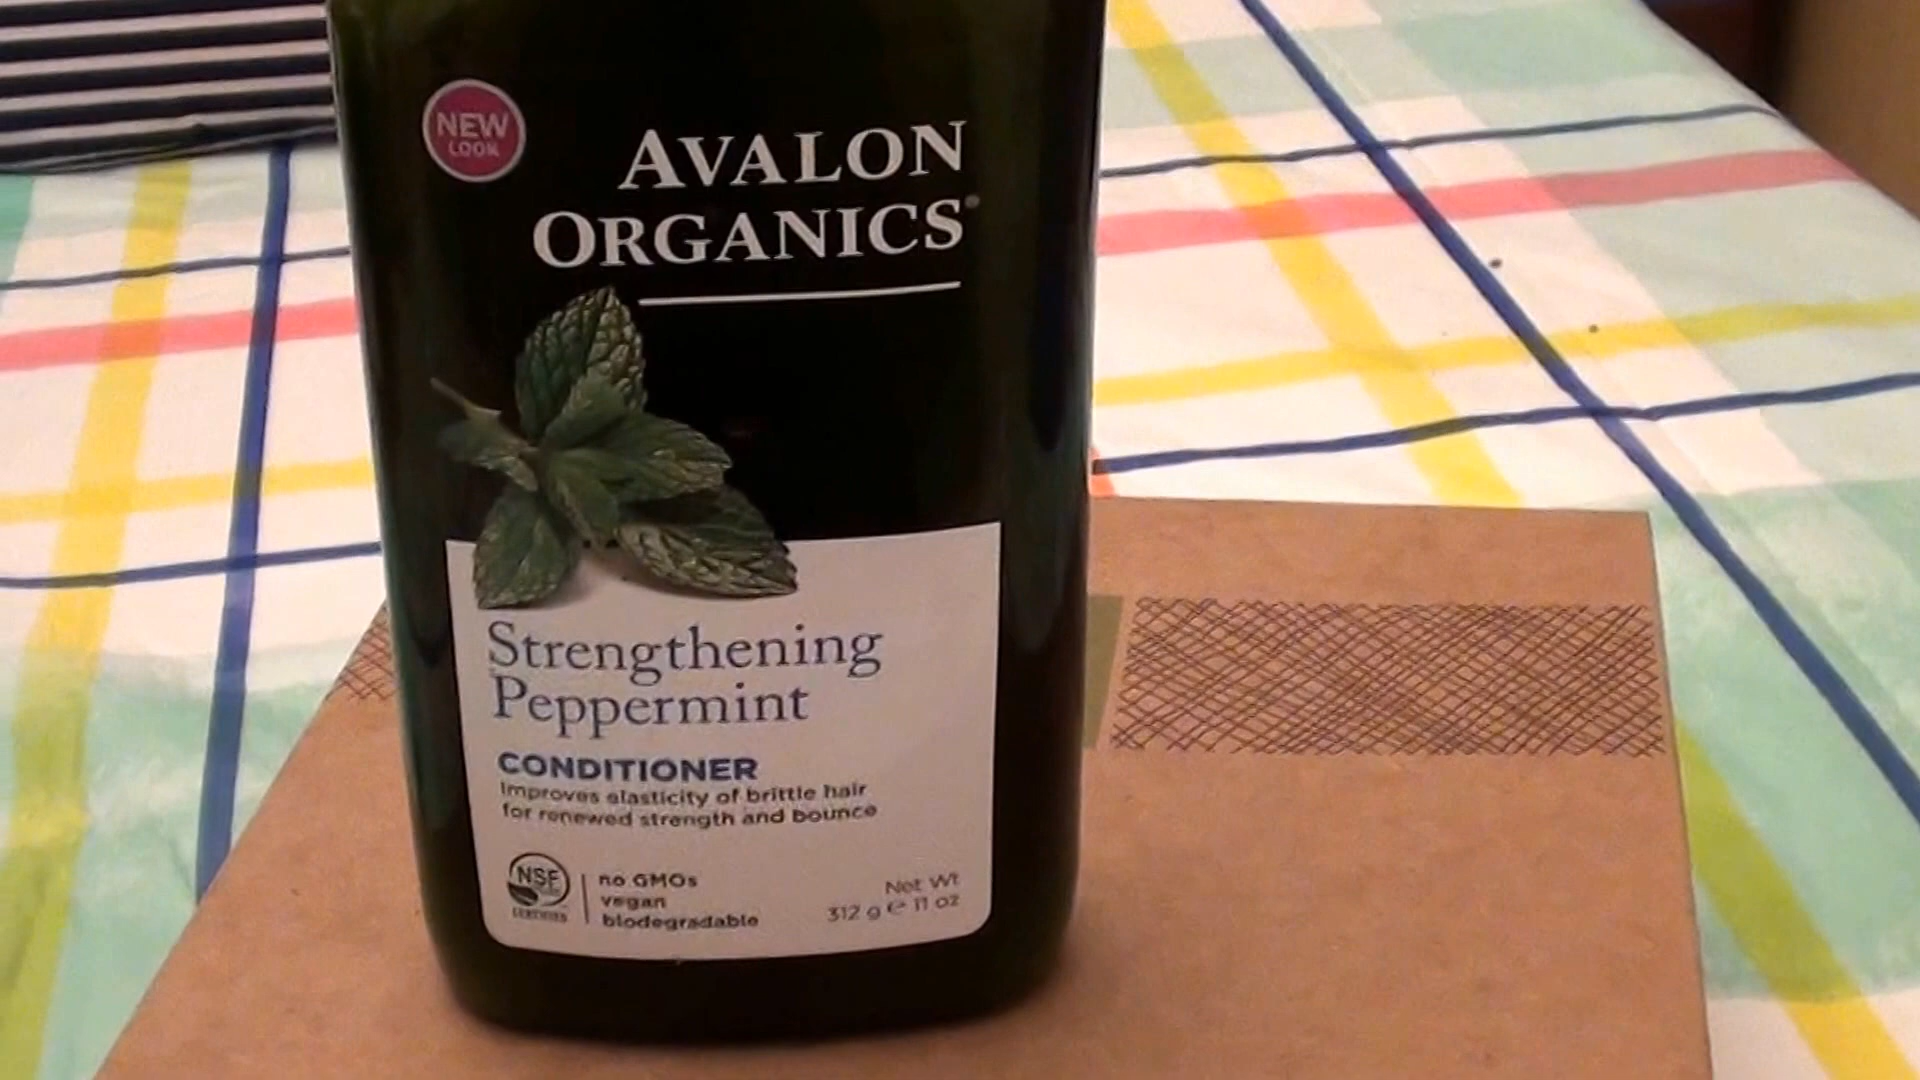 NEW
LOOK
AVALON
ORGANICS®
Strengthening
Peppermint
CONDITIONER
Improves elasticity of brittle hair
for renewed strength and bounce
NSF
CERTIFIED
no GMOs
vegan
biodegradable
Net Wt
312 g e 11 oz